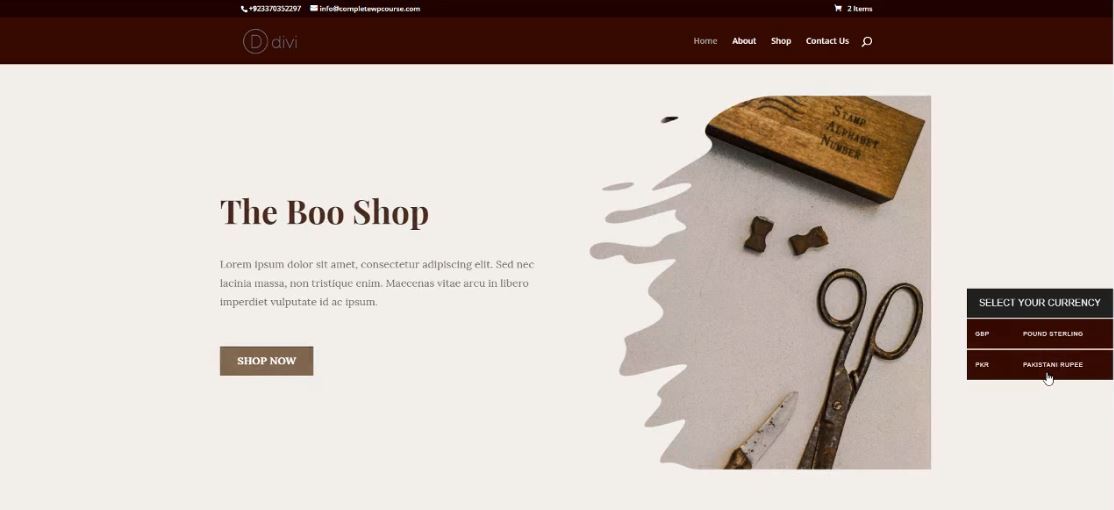 +923370352297 info@completewpcourse.com 2 Items
D divi
Home About Shop Contact Us
STAMP
ALPHABET
NUMBER
The Boo Shop
Lorem ipsum dolor sit amet, consectetur adipiscing elit. Sed nec
lacinia massa, non tristique enim. Maecenas vitae arcu in libero
imperdiet vulputate id ac ipsum.
SHOP NOW
SELECT YOUR CURRENCY
GBP POUND STERLING
PKR PAKISTANI RUPEE